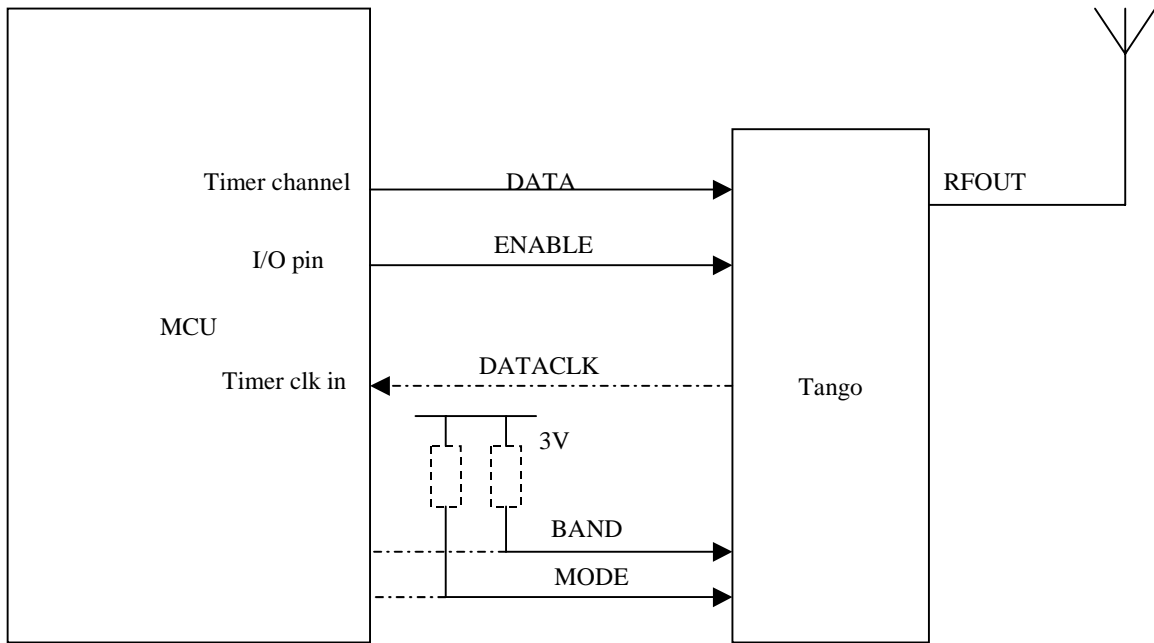 Timer channel
DATA
RFOUT
I/O pin
ENABLE
MCU
Timer clk in
DATACLK
Tango
3V
BAND
MODE